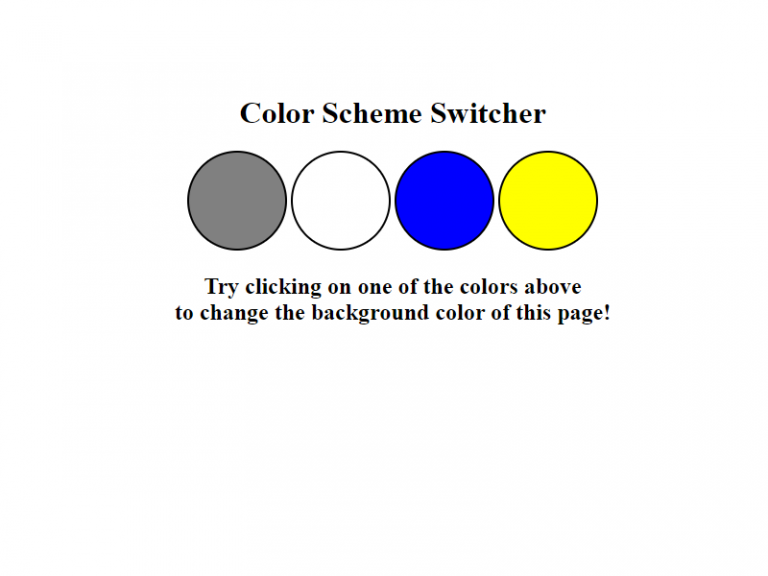 Color Scheme Switcher
Try clicking on one of the colors above
to change the background color of this page!